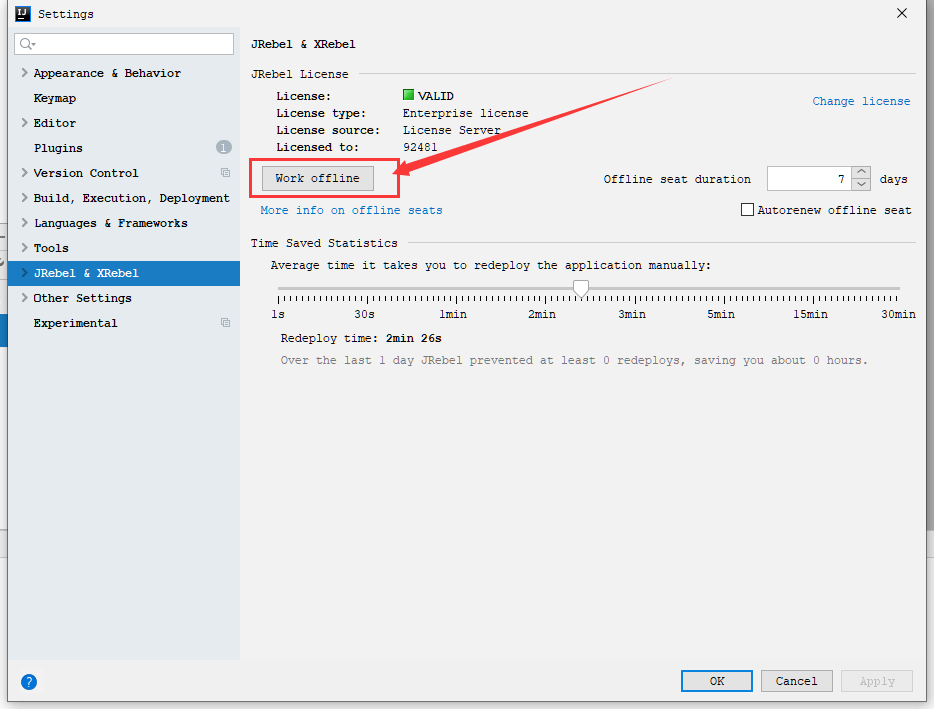 IJ Settings
JRebel & XRebel
Appearance & Behavior
Keymap
Editor
Plugins 1
Version Control
Build, Execution, Deployment
Languages & Frameworks
Tools
JRebel & XRebel
Other Settings
Experimental
JRebel License
License: VALID
Change license
License type: Enterprise license
License source: License Server
Licensed to: 92481
Work offline
Offline seat duration 7 days
More info on offline seats
Autorenew offline seat
Time Saved Statistics
Average time it takes you to redeploy the application manually:
1s 30s 1min 2min 3min 5min 15min 30min
Redeploy time: 2min 26s
Over the last 1 day JRebel prevented at least 0 redeploys, saving you about 0 hours.
? OK Cancel Apply